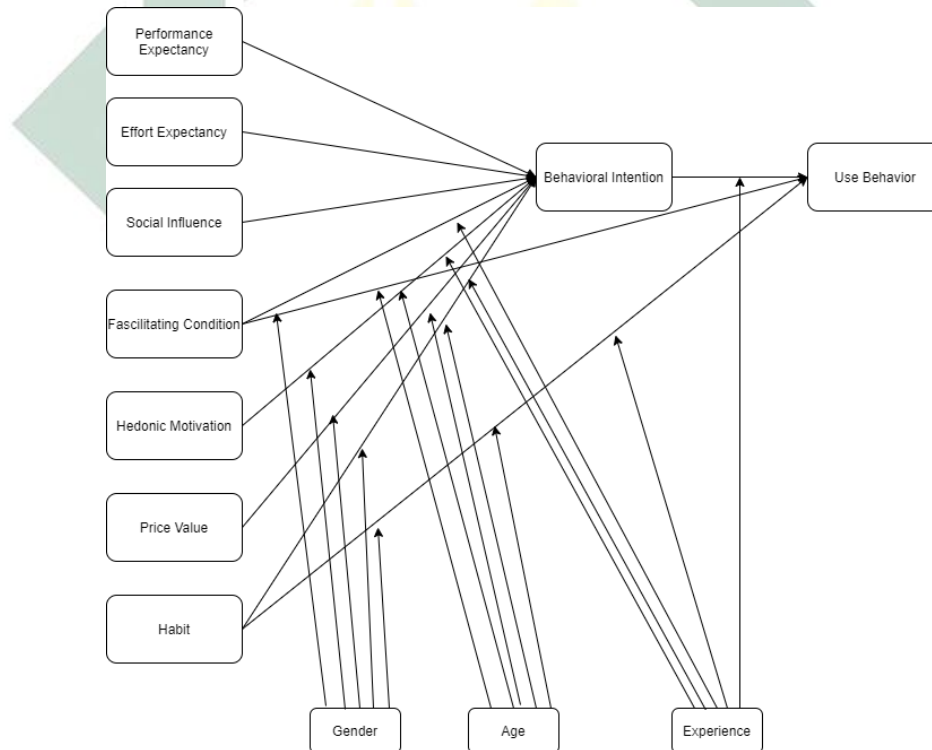 Performance
Expectancy
Effort Expectancy
Behavioral Intention
Use Behavior
Social Influence
Fascilitating Condition
Hedonic Motivation
Price Value
Habit
Gender
Age
Experience